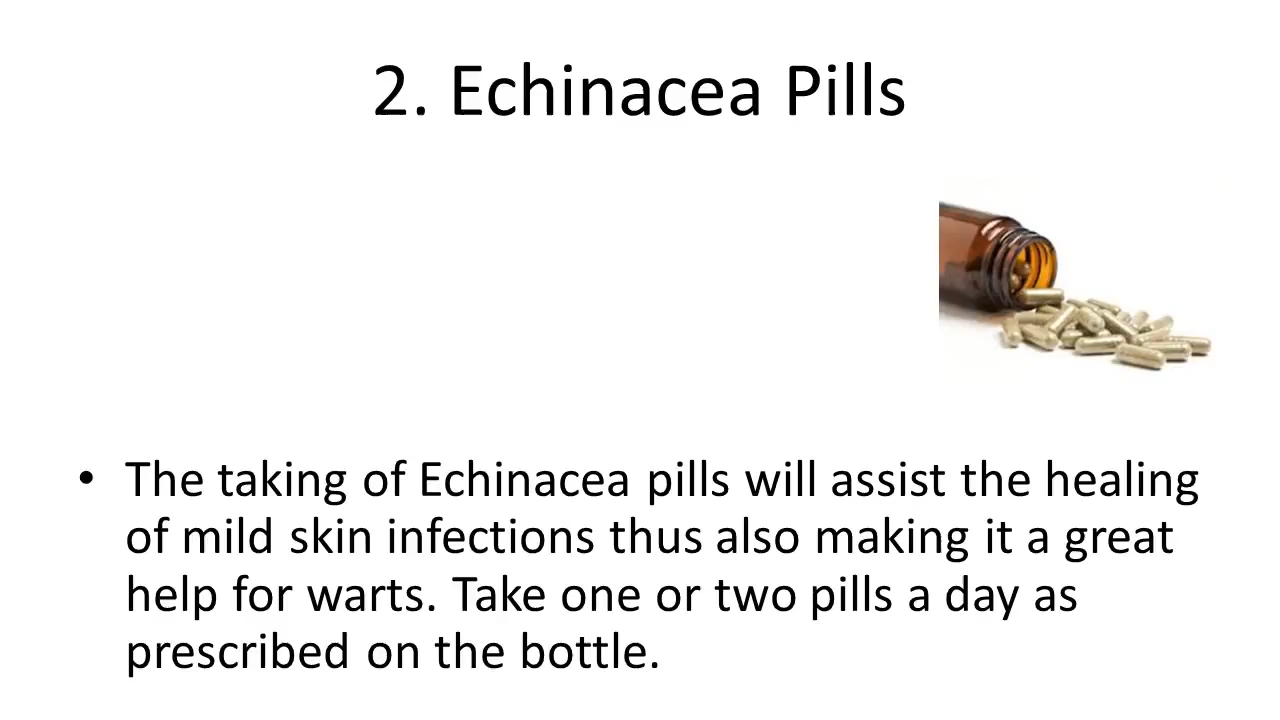 2. Echinacea Pills
• The taking of Echinacea pills will assist the healing
of mild skin infections thus also making it a great
help for warts. Take one or two pills a day as
prescribed on the bottle.